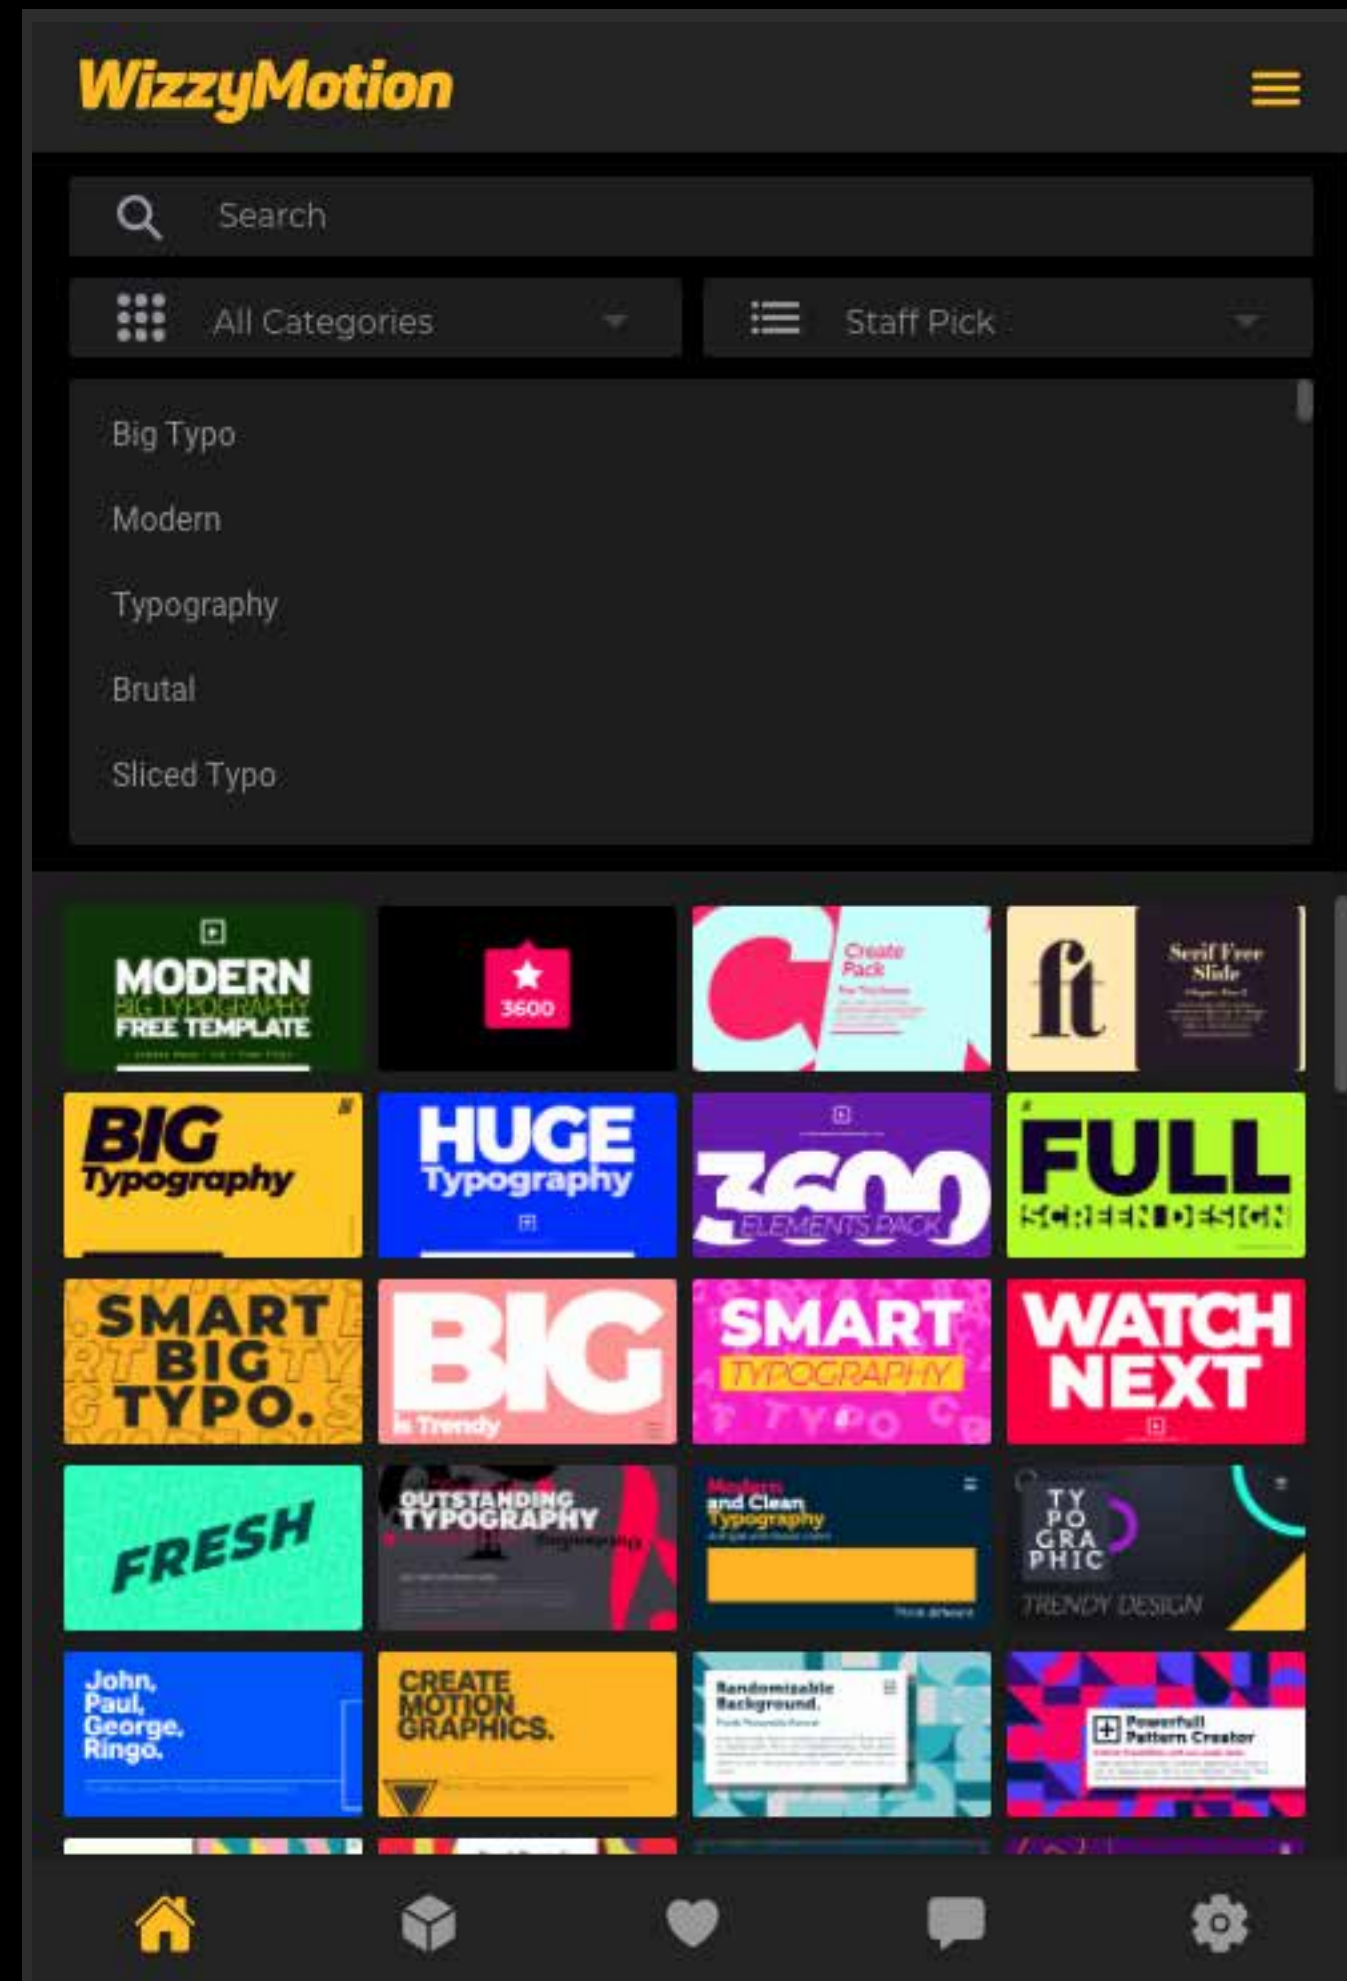 WizzyMotion
Search
All Categories
Staff Pick
Big Typo
Modern
Typography
Brutal
Sliced Typo
MODERN
BIG TYPOGRAPHY
FREE TEMPLATE
3600
Create
Pack
ft
Serif Free
Slide
BIG
Typography
HUGE
Typography
3600
ELEMENTS PACK
FULL
SCREEN DESIGN
SMART
BIG
TYPO.
BIG
is Trendy
SMART
TYPOGRAPHY
TYPO
WATCH
NEXT
FRESH
OUTSTANDING
TYPOGRAPHY
Modern
and Clean
Typography
Think different
TY
PO
GRA
PHIC
TRENDY DESIGN
John,
Paul,
George,
Ringo.
CREATE
MOTION
GRAPHICS.
Randomizable
Background.
Powerfull
Pattern Creator